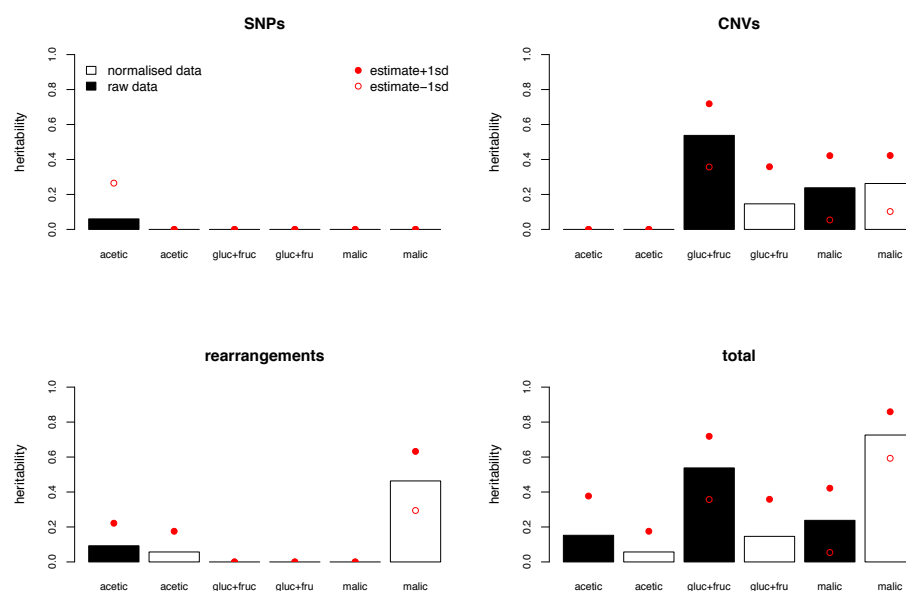 SNPs
heritability
0.0 0.2 0.4 0.6 0.8 1.0
normalised data
raw data
estimate+1sd
estimate−1sd
acetic acetic gluc+fruc gluc+fru malic malic
CNVs
heritability
0.0 0.2 0.4 0.6 0.8 1.0
acetic acetic gluc+fruc gluc+fru malic malic
rearrangements
heritability
0.0 0.2 0.4 0.6 0.8 1.0
acetic acetic gluc+fruc gluc+fru malic malic
total
heritability
0.0 0.2 0.4 0.6 0.8 1.0
acetic acetic gluc+fruc gluc+fru malic malic